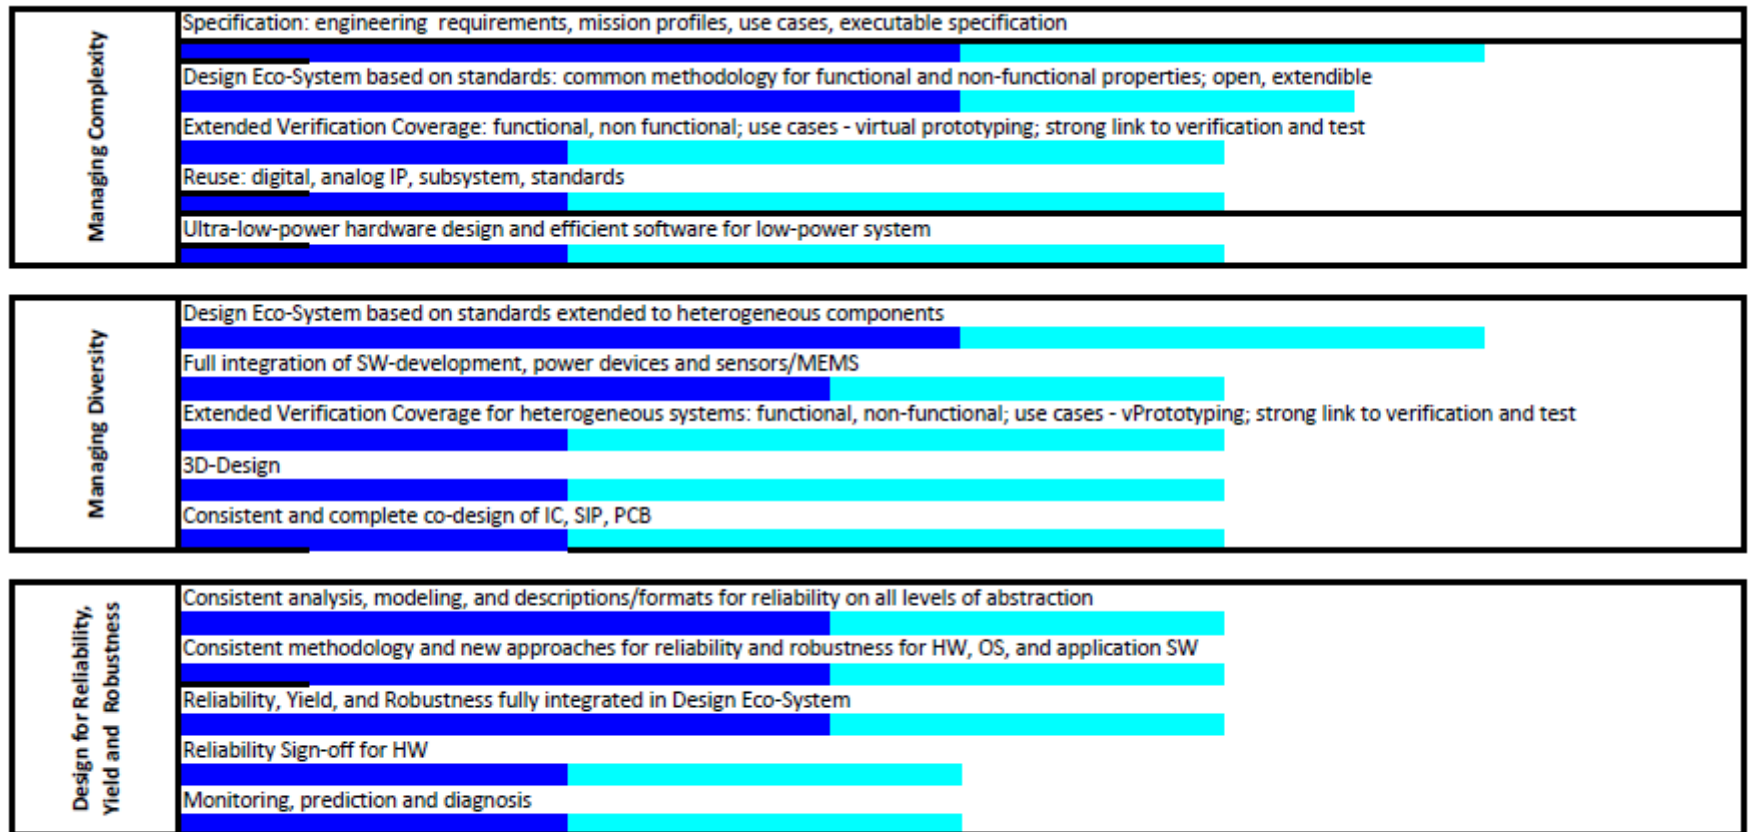 Managing Complexity
Specification: engineering requirements, mission profiles, use cases, executable specification
Design Eco-System based on standards: common methodology for functional and non-functional properties; open, extendible
Extended Verification Coverage: functional, non functional; use cases - virtual prototyping; strong link to verification and test
Reuse: digital, analog IP, subsystem, standards
Ultra-low-power hardware design and efficient software for low-power system
Managing Diversity
Design Eco-System based on standards extended to heterogeneous components
Full integration of SW-development, power devices and sensors/MEMS
Extended Verification Coverage for heterogeneous systems: functional, non-functional; use cases - vPrototyping; strong link to verification and test
3D-Design
Consistent and complete co-design of IC, SIP, PCB
Design for Reliability,
Yield and Robustness
Consistent analysis, modeling, and descriptions/formats for reliability on all levels of abstraction
Consistent methodology and new approaches for reliability and robustness for HW, OS, and application SW
Reliability, Yield, and Robustness fully integrated in Design Eco-System
Reliability Sign-off for HW
Monitoring, prediction and diagnosis